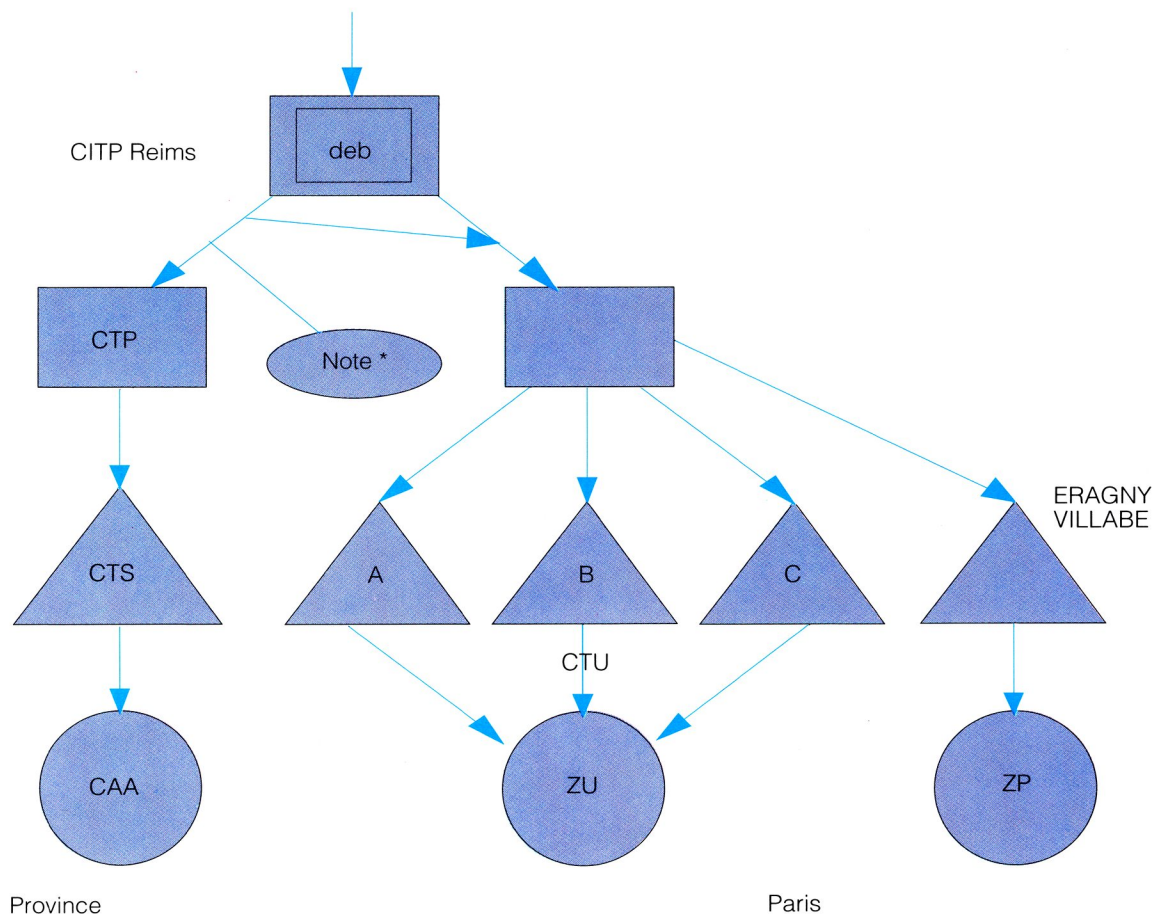 CITP Reims
deb
CTP
Note *
ERAGNY
VILLABE
CTS
A
B
C
CTU
CAA
ZU
ZP
Province
Paris